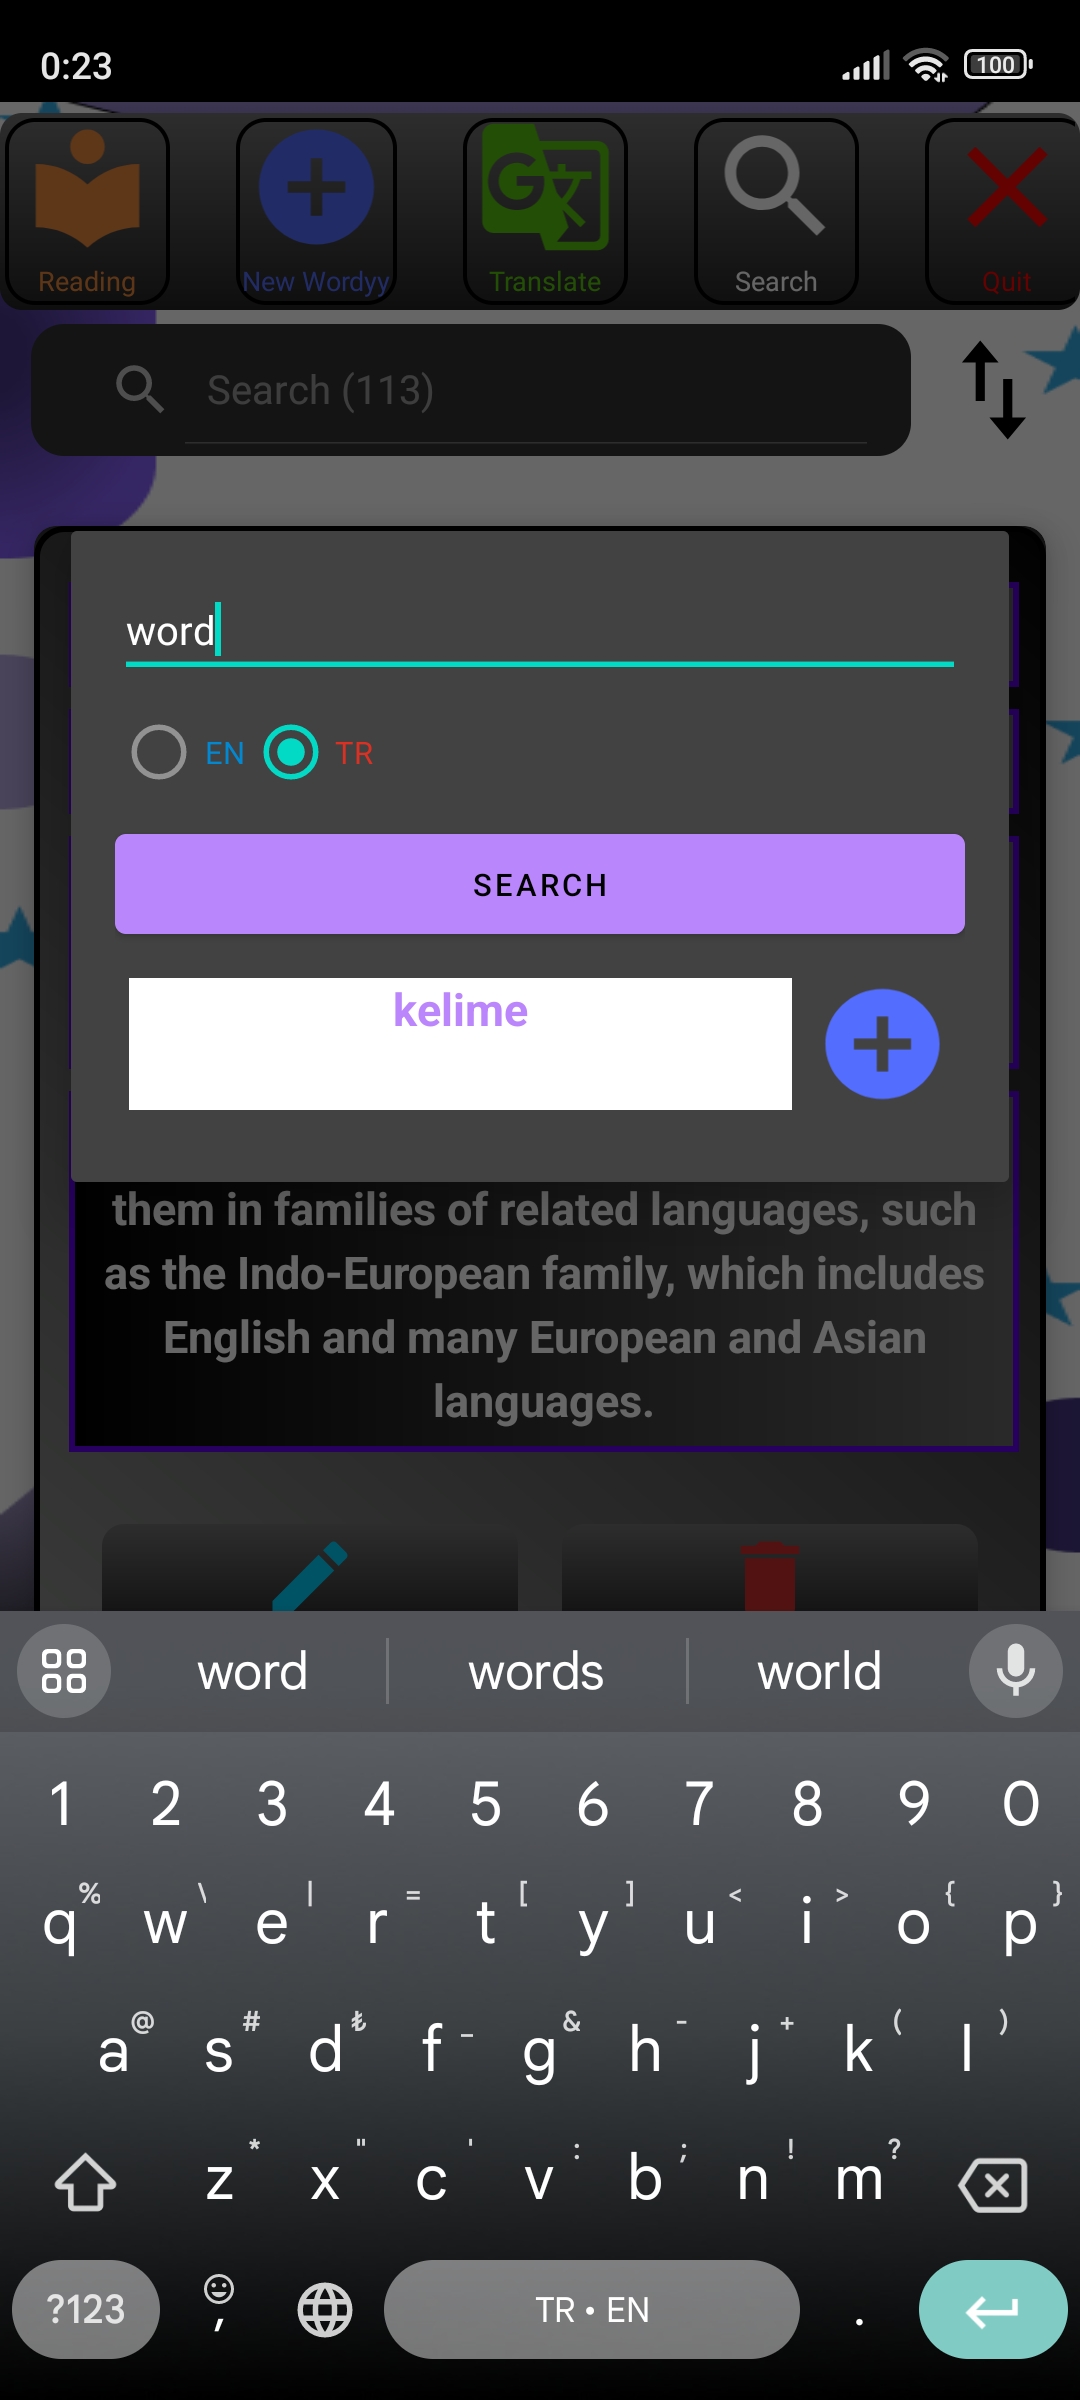 0:23
100
Reading
New Wordyy
Translate
Search
Quit
Search (113)
word
EN
TR
SEARCH
kelime
them in families of related languages, such
as the Indo-European family, which includes
English and many European and Asian
languages.
word words world
1 2 3 4 5 6 7 8 9 0
q % w \ e | r = t [ y ] u < i > o { p }
a @ s # d ₺ f _ g & h - j + k ( l )
z * x " c ' v : b ; n ! m ?
?123 , TR • EN .